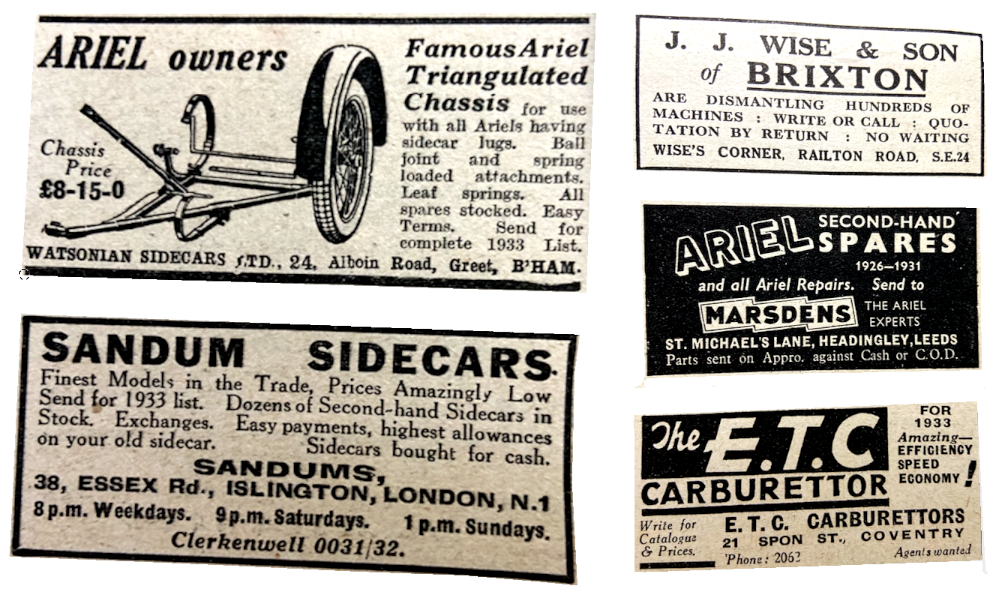 ARIEL owners
Chassis
Price
£8-15-0
Famous Ariel
Triangulated
Chassis for use
with all Ariels having
sidecar lugs. Ball
joint and spring
loaded attachments.
Leaf springs. All
spares stocked. Easy
Terms. Send for
complete 1933 List.
WATSONIAN SIDECARS LTD., 24, Albion Road, Greet, B'HAM.
SANDUM SIDECARS.
Finest Models in the Trade, Prices Amazingly Low
Send for 1933 list. Dozens of Second-hand Sidecars in
Stock. Exchanges. Easy payments, highest allowances
on your old sidecar. Sidecars bought for cash.
SANDUMS,
38, ESSEX Rd., ISLINGTON, LONDON, N.1
8 p.m. Weekdays. 9 p.m. Saturdays. 1 p.m. Sundays.
Clerkenwell 0031/32.
J. J. WISE & SON
of BRIXTON
ARE DISMANTLING HUNDREDS OF
MACHINES : WRITE OR CALL : QUO-
TATION BY RETURN : NO WAITING
WISE'S CORNER, RAILTON ROAD, S.E.24
ARIEL SECOND-HAND
SPARES
1926—1931
and all Ariel Repairs. Send to
MARSDENS THE ARIEL
EXPERTS
ST. MICHAEL'S LANE, HEADINGLEY, LEEDS
Parts sent on Appro. against Cash or C.O.D.
The E.T.C
CARBURETTOR
FOR
1933
Amazing—
EFFICIENCY
SPEED
ECONOMY!
Write for
Catalogue
& Prices.
E.T.C. CARBURETTORS
21 SPON ST., COVENTRY
'Phone: 2062
Agents wanted